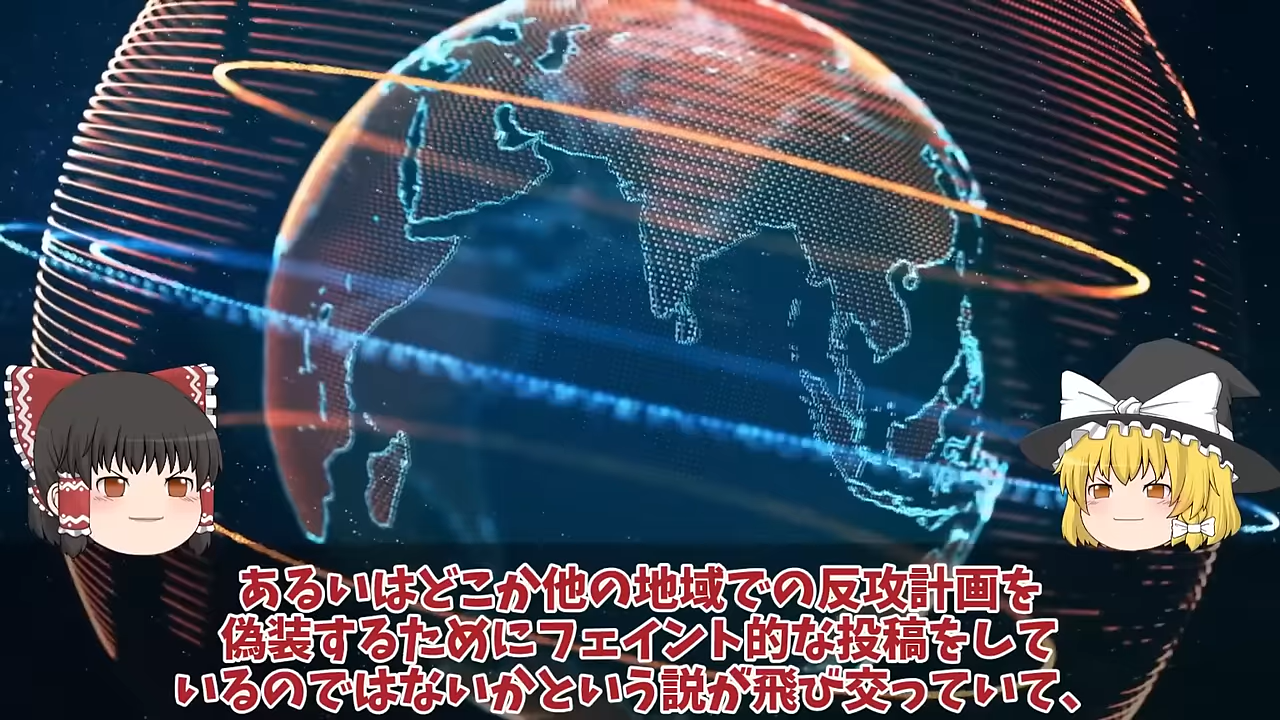 あるいはどこか他の地域での反攻計画を
偽装するためにフェイント的な投稿をして
いるのではないかという説が飛び交っていて、